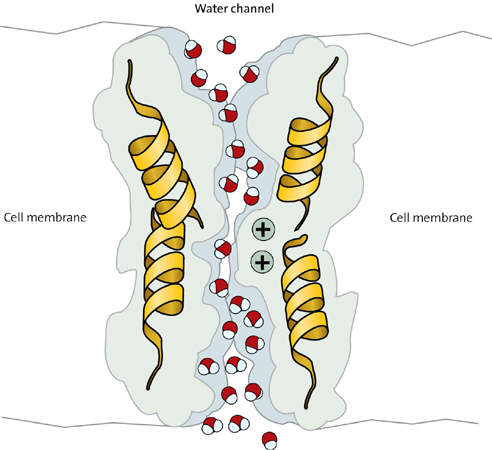 Water channel
Cell membrane
Cell membrane
+
+